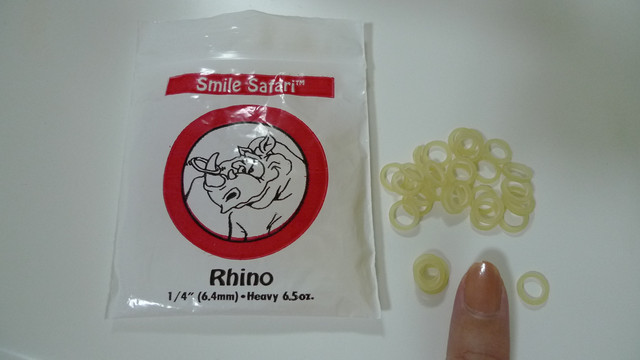 Smile Safari™
Rhino
1/4" (6.4mm) • Heavy 6.5oz.